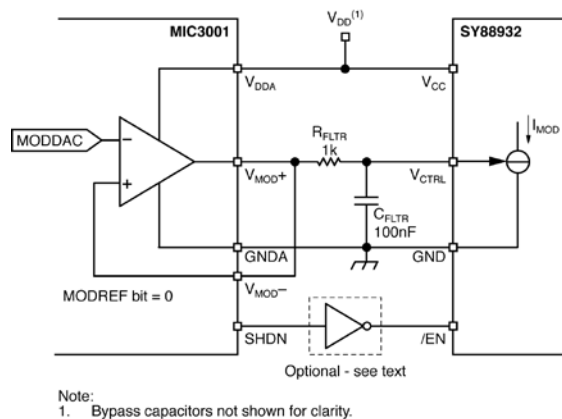 MIC3001
V_DD(1)
SY88932
V_DDA
V_CC
MODDAC
−
+
R_FLTR
1k
I_MOD
V_MOD+
V_CTRL
C_FLTR
100nF
GNDA
GND
MODREF bit = 0
V_MOD−
SHDN
/EN
Optional - see text
Note:
1. Bypass capacitors not shown for clarity.